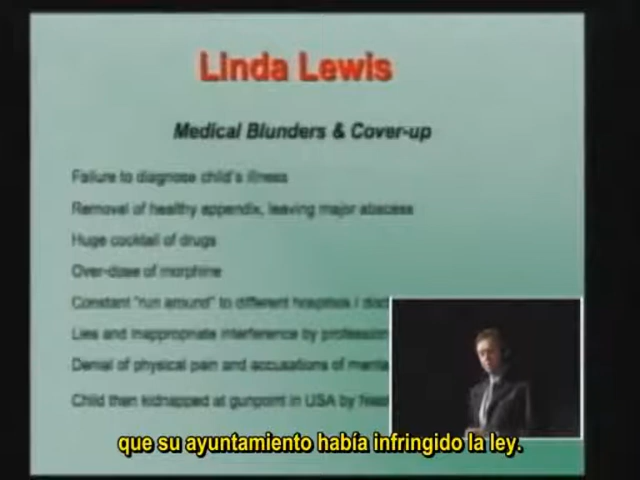 Linda Lewis
Medical Blunders & Cover-up
Failure to diagnose child's illness
Removal of healthy appendix, leaving major abscess
Huge cocktail of drugs
Over-dose of morphine
Constant "run around" to different hospitals /
Lies and inappropriate interference by
Denial of physical pain and accusations of
Child then kidnapped at gunpoint in USA by
que su ayuntamiento había infringido la ley.